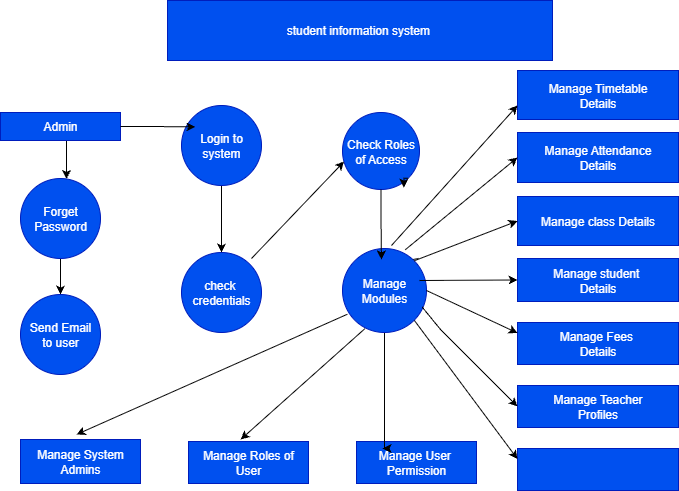 student information system
Manage Timetable
Details
Admin
Login to
system
Check Roles
of Access
Manage Attendance
Details
Forget
Password
Manage class Details
check
credentials
Manage
Modules
Manage student
Details
Send Email
to user
Manage Fees
Details
Manage Teacher
Profiles
Manage System
Admins
Manage Roles of
User
Manage User
Permission